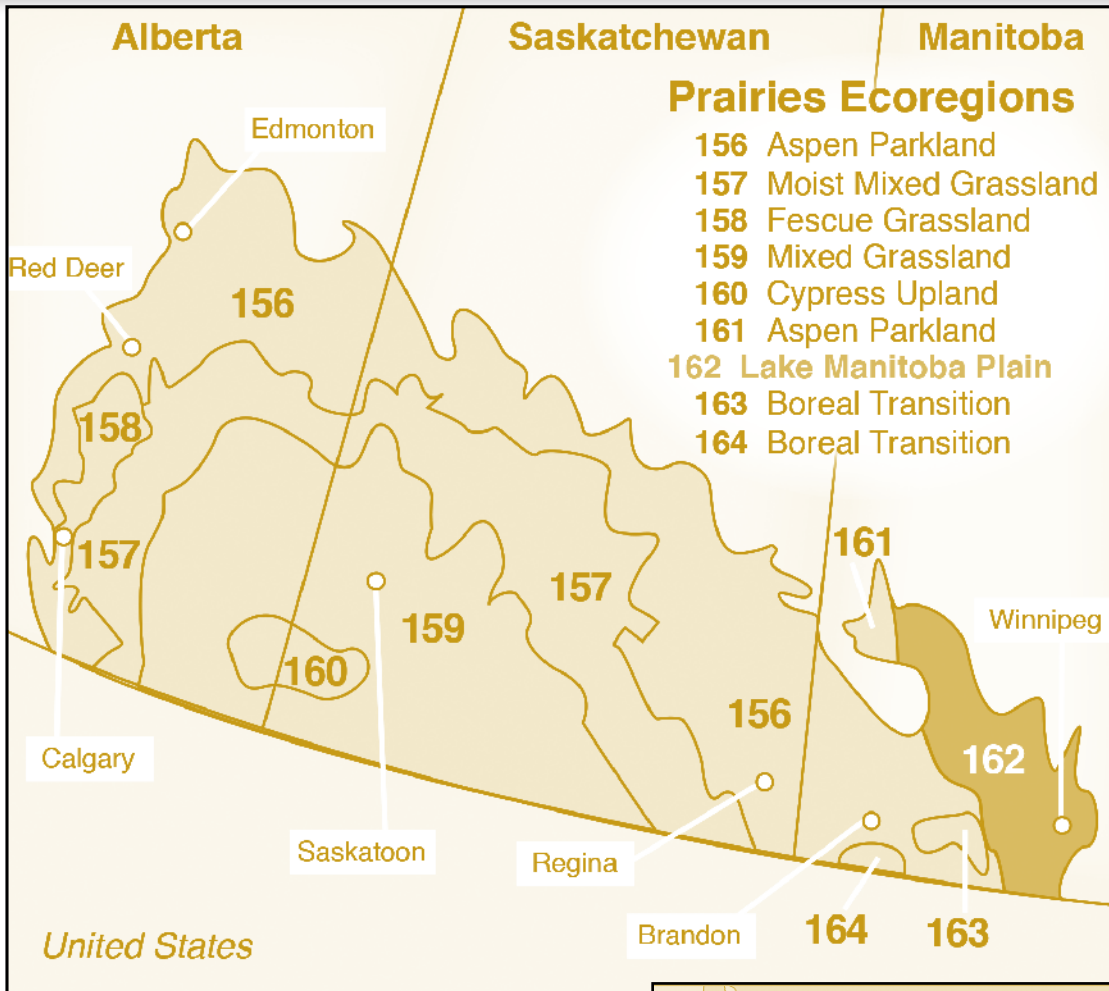 Alberta
Saskatchewan
Manitoba
Prairies Ecoregions
156 Aspen Parkland
157 Moist Mixed Grassland
158 Fescue Grassland
159 Mixed Grassland
160 Cypress Upland
161 Aspen Parkland
162 Lake Manitoba Plain
163 Boreal Transition
164 Boreal Transition
Edmonton
Red Deer
156
158
157
161
157
Winnipeg
159
160
156
162
Calgary
Saskatoon
Regina
Brandon
164
163
United States